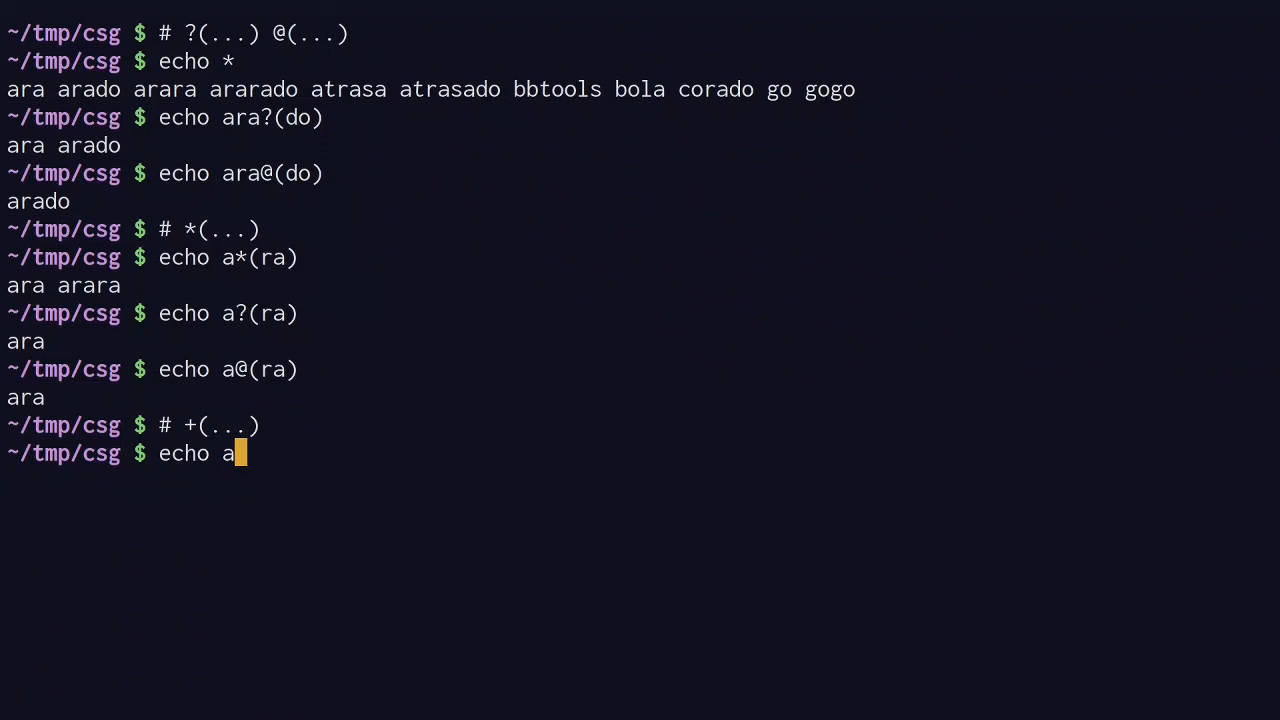 ~/tmp/csg $ # ?(...) @(...)
~/tmp/csg $ echo *
ara arado arara ararado atrasa atrasado bbtools bola corado go gogo
~/tmp/csg $ echo ara?(do)
ara arado
~/tmp/csg $ echo ara@(do)
arado
~/tmp/csg $ # *(...)
~/tmp/csg $ echo a*(ra)
ara arara
~/tmp/csg $ echo a?(ra)
ara
~/tmp/csg $ echo a@(ra)
ara
~/tmp/csg $ # +(...)
~/tmp/csg $ echo a